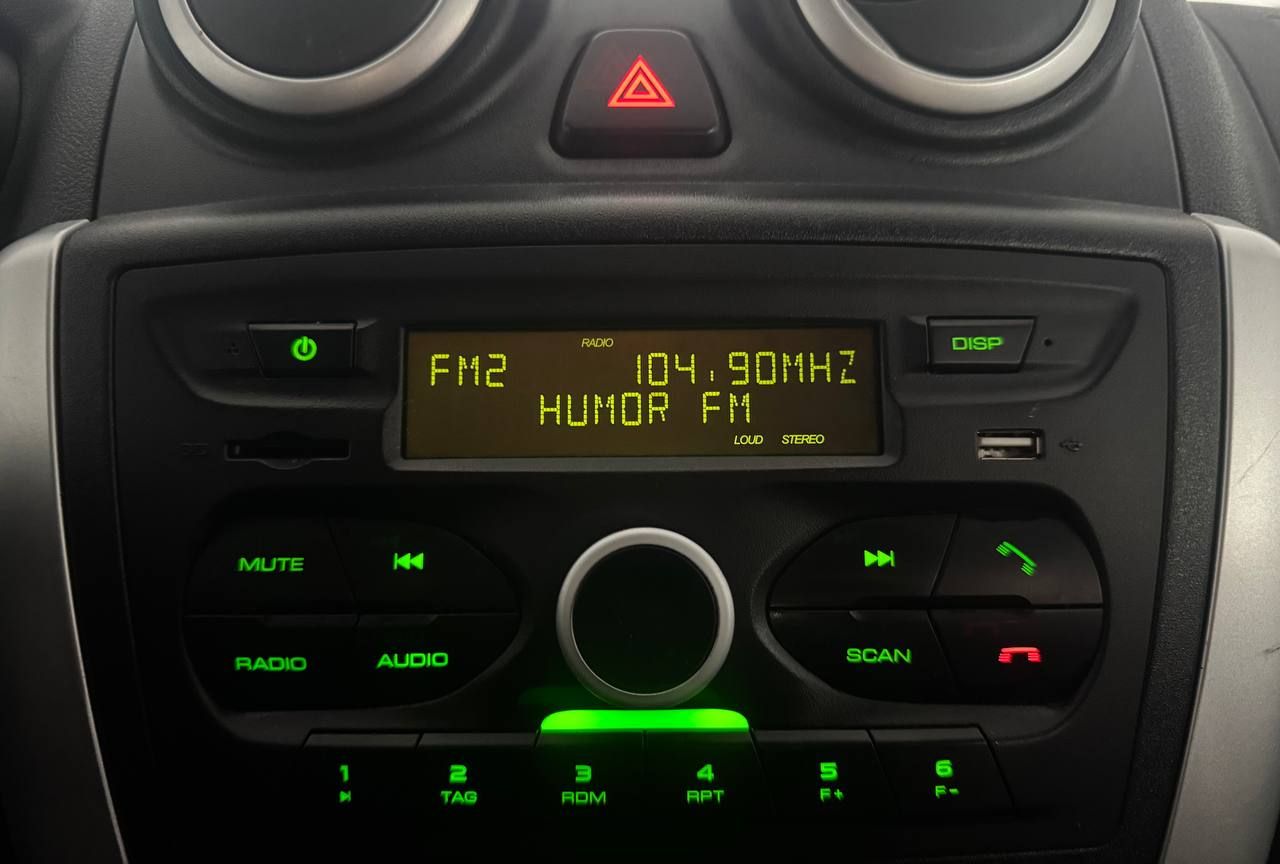 RADIO
FM2 104.90MHZ
HUMOR FM
LOUD STEREO
DISP
MUTE
RADIO
AUDIO
SCAN
1
2
TAG
3
RDM
4
RPT
5
F+
6
F-